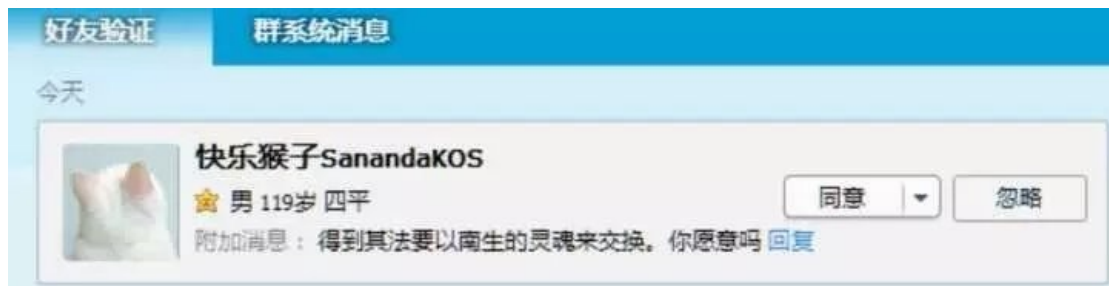 好友验证 群系统消息
今天
快乐猴子SanandaKOS
男 119岁 四平
同意 忽略
附加消息：得到其法要以南生的灵魂来交换。你愿意吗 回复